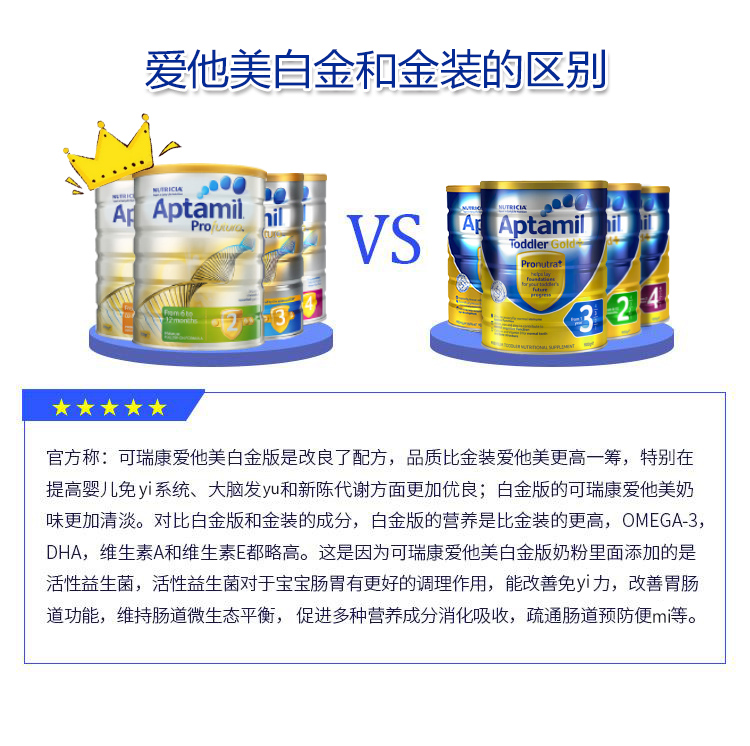 爱他美白金和金装的区别
NUTRICIA
Aptamil
Profutura
From 6 to
12 months
2
3
4
VS
NUTRICIA
Aptamil
Toddler Gold+
Pronutra+
helps lay
foundations
for your toddler's
future
progress
3
2
4
官方称：可瑞康爱他美白金版是改良了配方，品质比金装爱他美更高一筹，特别在
提高婴儿免yi系统、大脑发yu和新陈代谢方面更加优良；白金版的可瑞康爱他美奶
味更加清淡。对比白金版和金装的成分，白金版的营养是比金装的更高，OMEGA-3，
DHA，维生素A和维生素E都略高。这是因为可瑞康爱他美白金版奶粉里面添加的是
活性益生菌，活性益生菌对于宝宝肠胃有更好的调理作用，能改善免yi力，改善胃肠
道功能，维持肠道微生态平衡， 促进多种营养成分消化吸收，疏通肠道预防便mi等。